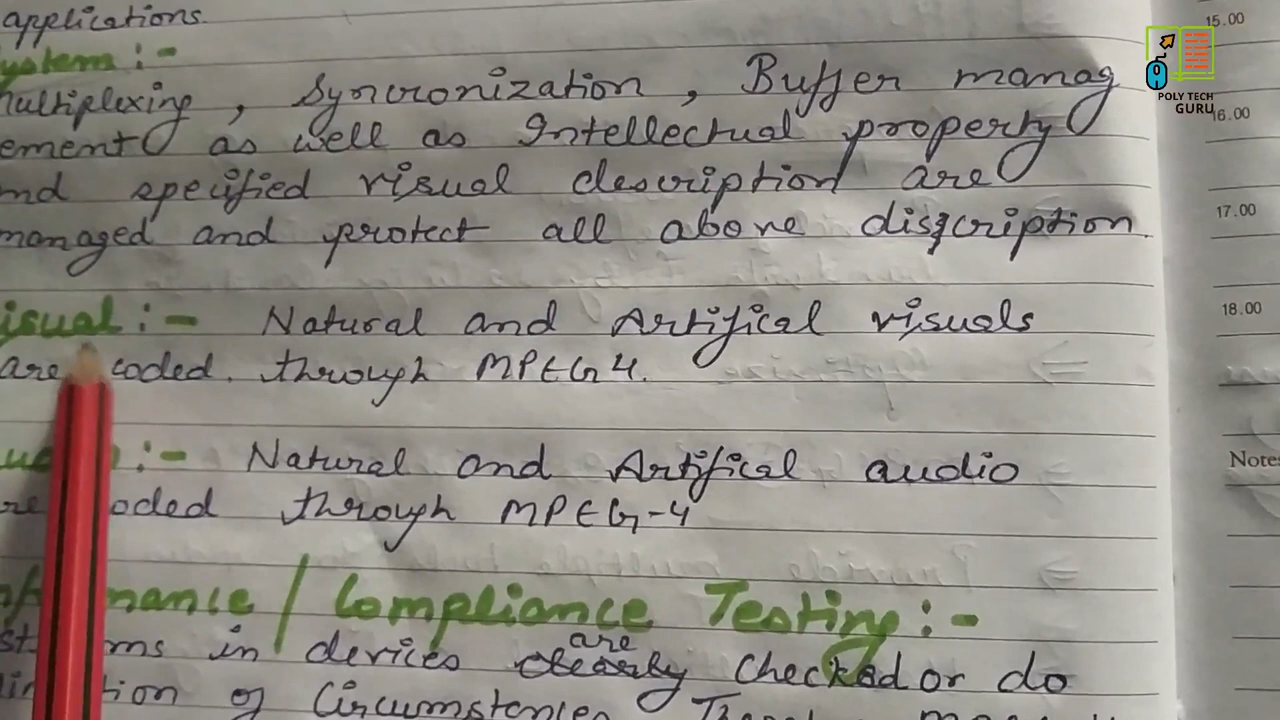 applications.
ystem :-
multiplexing , Syncronization , Buffer manag
ement as well as Intellectual property
nd specified visual description are
managed and protect all above discription.
isual :- Natural and Artifical visuals
are coded. through MPEG4.
:- Natural and Artifical audio
oded through MPEG-4
mance / Compliance Testing :-
ms in devices are checked or do
tion of Circumstances
15.00
16.00
17.00
18.00
Notes
POLY TECH
GURU